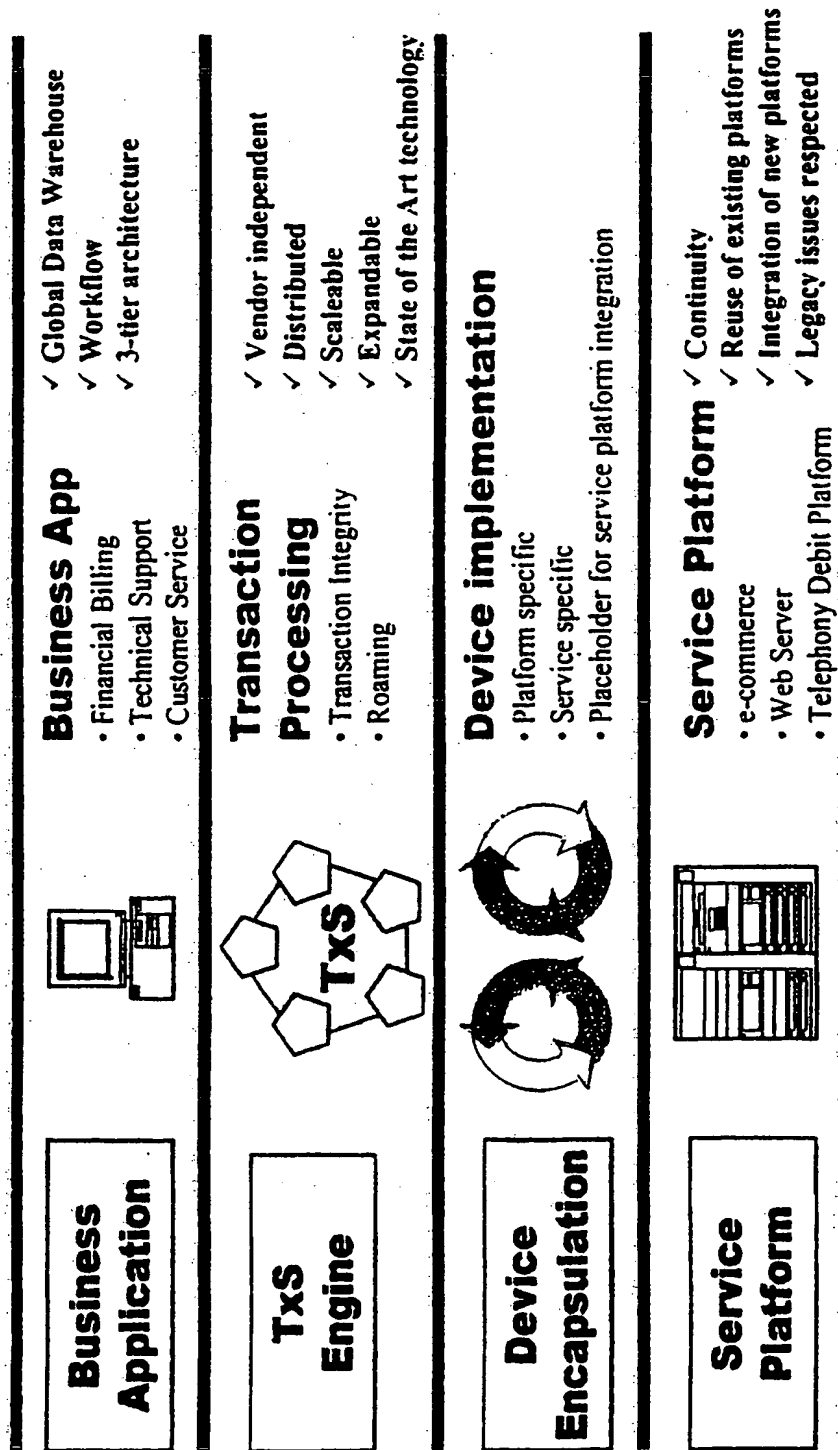 Business
Application
Business App
• Financial Billing
• Technical Support
• Customer Service
✓ Global Data Warehouse
✓ Workflow
✓ 3-tier architecture
TxS
Engine
TxS
Transaction
Processing
• Transaction Integrity
• Roaming
✓ Vendor independent
✓ Distributed
✓ Scaleable
✓ Expandable
✓ State of the Art technology
Device
Encapsulation
Device implementation
• Platform specific
• Service specific
• Placeholder for service platform integration
Service
Platform
Service Platform
• e-commerce
• Web Server
• Telephony Debit Platform
✓ Continuity
✓ Reuse of existing platforms
✓ Integration of new platforms
✓ Legacy issues respected